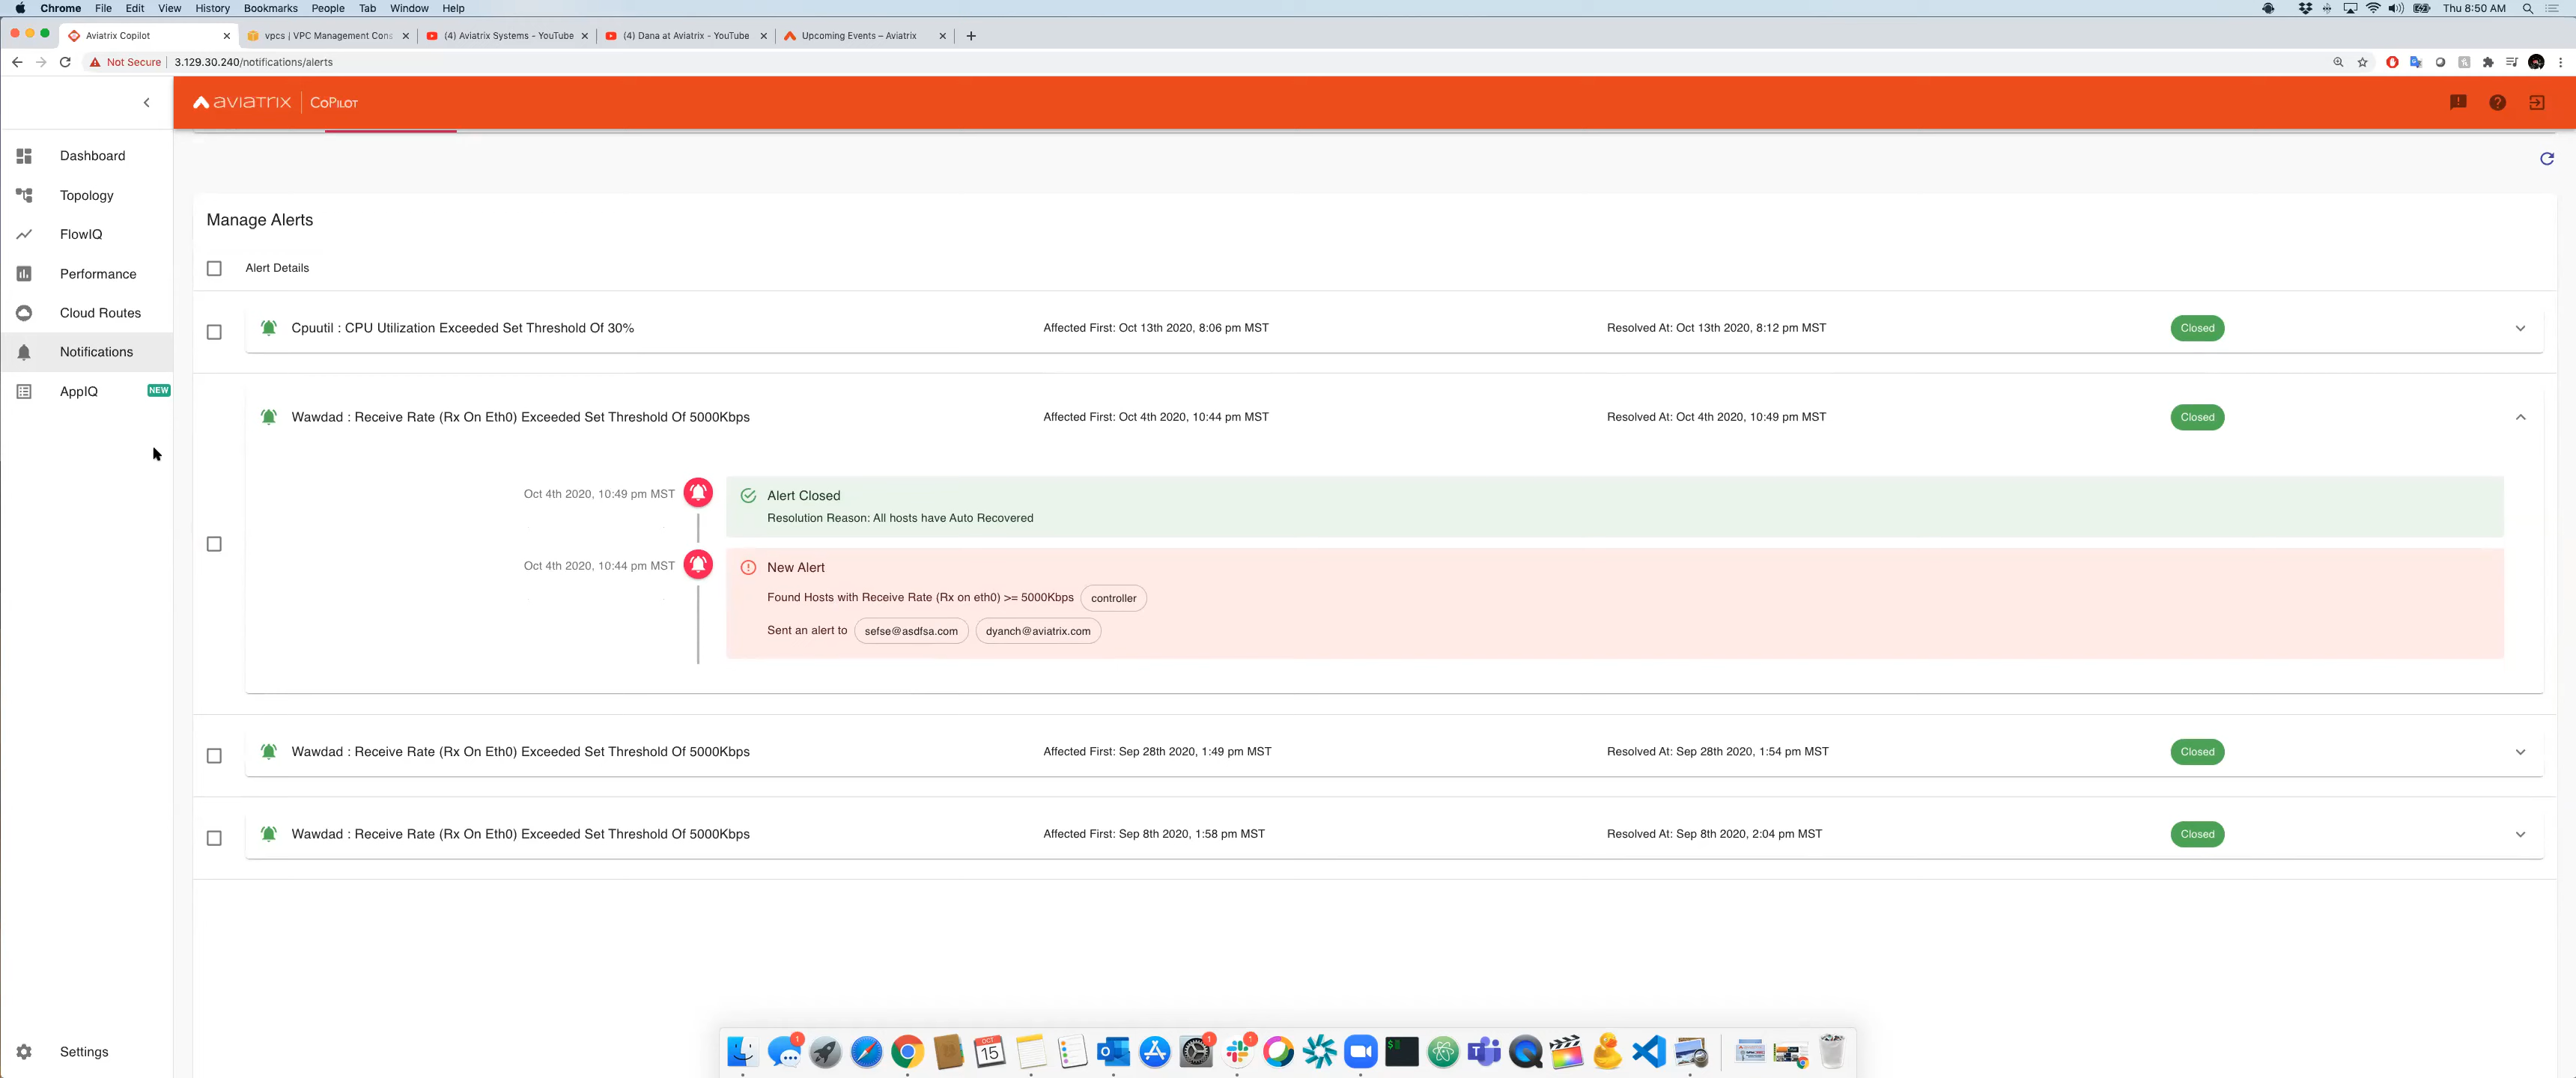 Chrome File Edit View History Bookmarks People Tab Window Help Thu 8:50 AM
Aviatrix Copilot vpcs | VPC Management Cons (4) Aviatrix Systems - YouTube (4) Dana at Aviatrix - YouTube Upcoming Events – Aviatrix
Not Secure 3.129.30.240/notifications/alerts
AVIATRIX CoPilot
Dashboard
Topology
FlowIQ
Performance
Cloud Routes
Notifications
AppIQ NEW
Settings
Manage Alerts
Alert Details
Cpuutil : CPU Utilization Exceeded Set Threshold Of 30% Affected First: Oct 13th 2020, 8:06 pm MST Resolved At: Oct 13th 2020, 8:12 pm MST Closed
Wawdad : Receive Rate (Rx On Eth0) Exceeded Set Threshold Of 5000Kbps Affected First: Oct 4th 2020, 10:44 pm MST Resolved At: Oct 4th 2020, 10:49 pm MST Closed
Oct 4th 2020, 10:49 pm MST Alert Closed
Resolution Reason: All hosts have Auto Recovered
Oct 4th 2020, 10:44 pm MST New Alert
Found Hosts with Receive Rate (Rx on eth0) >= 5000Kbps controller
Sent an alert to sefse@asdfsa.com dyanch@aviatrix.com
Wawdad : Receive Rate (Rx On Eth0) Exceeded Set Threshold Of 5000Kbps Affected First: Sep 28th 2020, 1:49 pm MST Resolved At: Sep 28th 2020, 1:54 pm MST Closed
Wawdad : Receive Rate (Rx On Eth0) Exceeded Set Threshold Of 5000Kbps Affected First: Sep 8th 2020, 1:58 pm MST Resolved At: Sep 8th 2020, 2:04 pm MST Closed
1 OCT 15 1 1